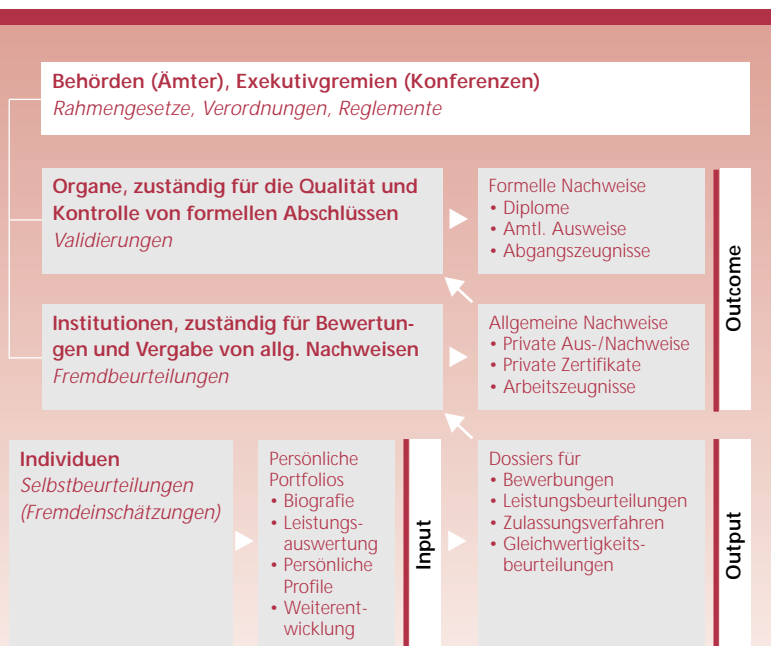 Behörden (Ämter), Exekutivgremien (Konferenzen)
Rahmengesetze, Verordnungen, Reglemente
Organe, zuständig für die Qualität und
Kontrolle von formellen Abschlüssen
Validierungen
Formelle Nachweise
• Diplome
• Amtl. Ausweise
• Abgangszeugnisse
Institutionen, zuständig für Bewertun-
gen und Vergabe von allg. Nachweisen
Fremdbeurteilungen
Allgemeine Nachweise
• Private Aus-/Nachweise
• Private Zertifikate
• Arbeitszeugnisse
Outcome
Individuen
Selbstbeurteilungen
(Fremdeinschätzungen)
Persönliche
Portfolios
• Biografie
• Leistungs-
auswertung
• Persönliche
Profile
• Weiterent-
wicklung
Input
Dossiers für
• Bewerbungen
• Leistungsbeurteilungen
• Zulassungsverfahren
• Gleichwertigkeits-
beurteilungen
Output